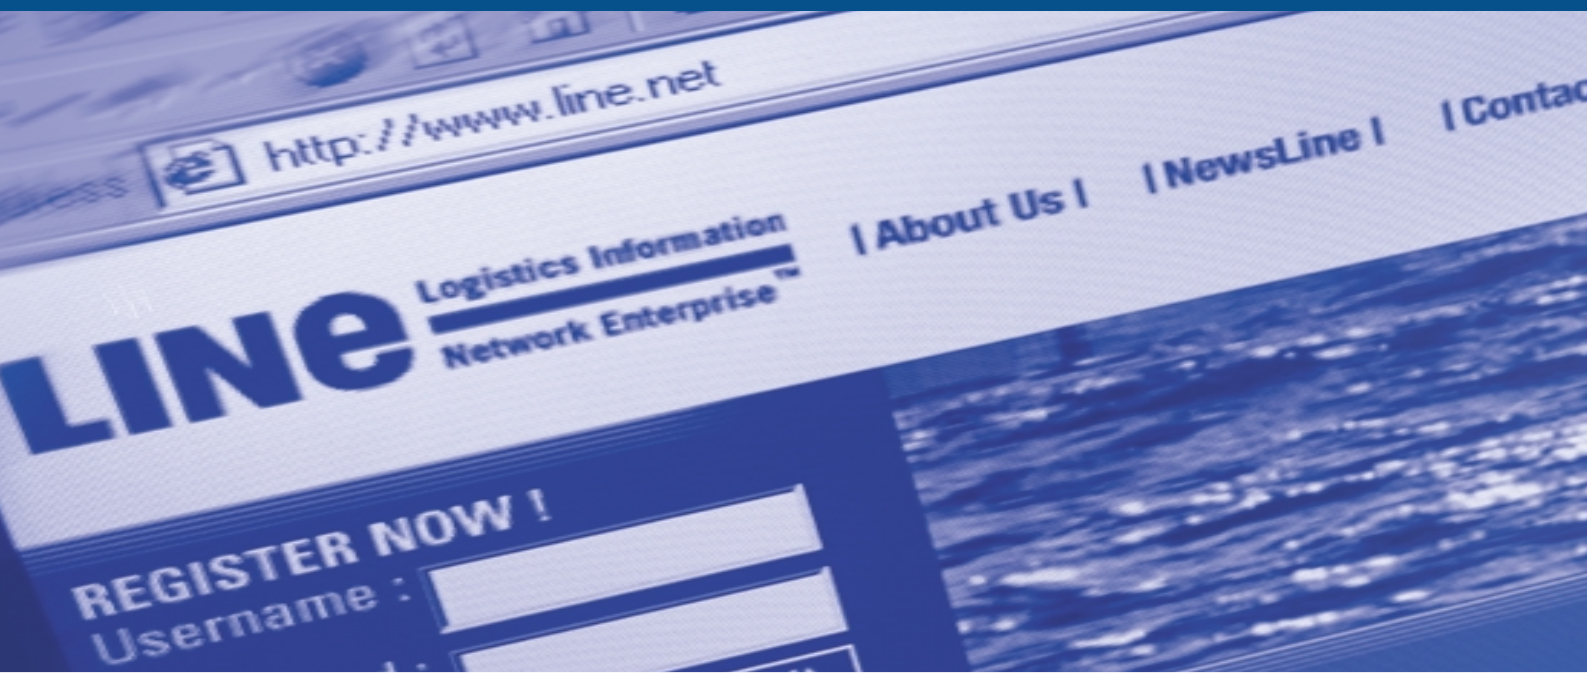 http://www.line.net
LINe Logistics Information
Network Enterprise™
| About Us |
| NewsLine |
| Contac
REGISTER NOW !
Username :